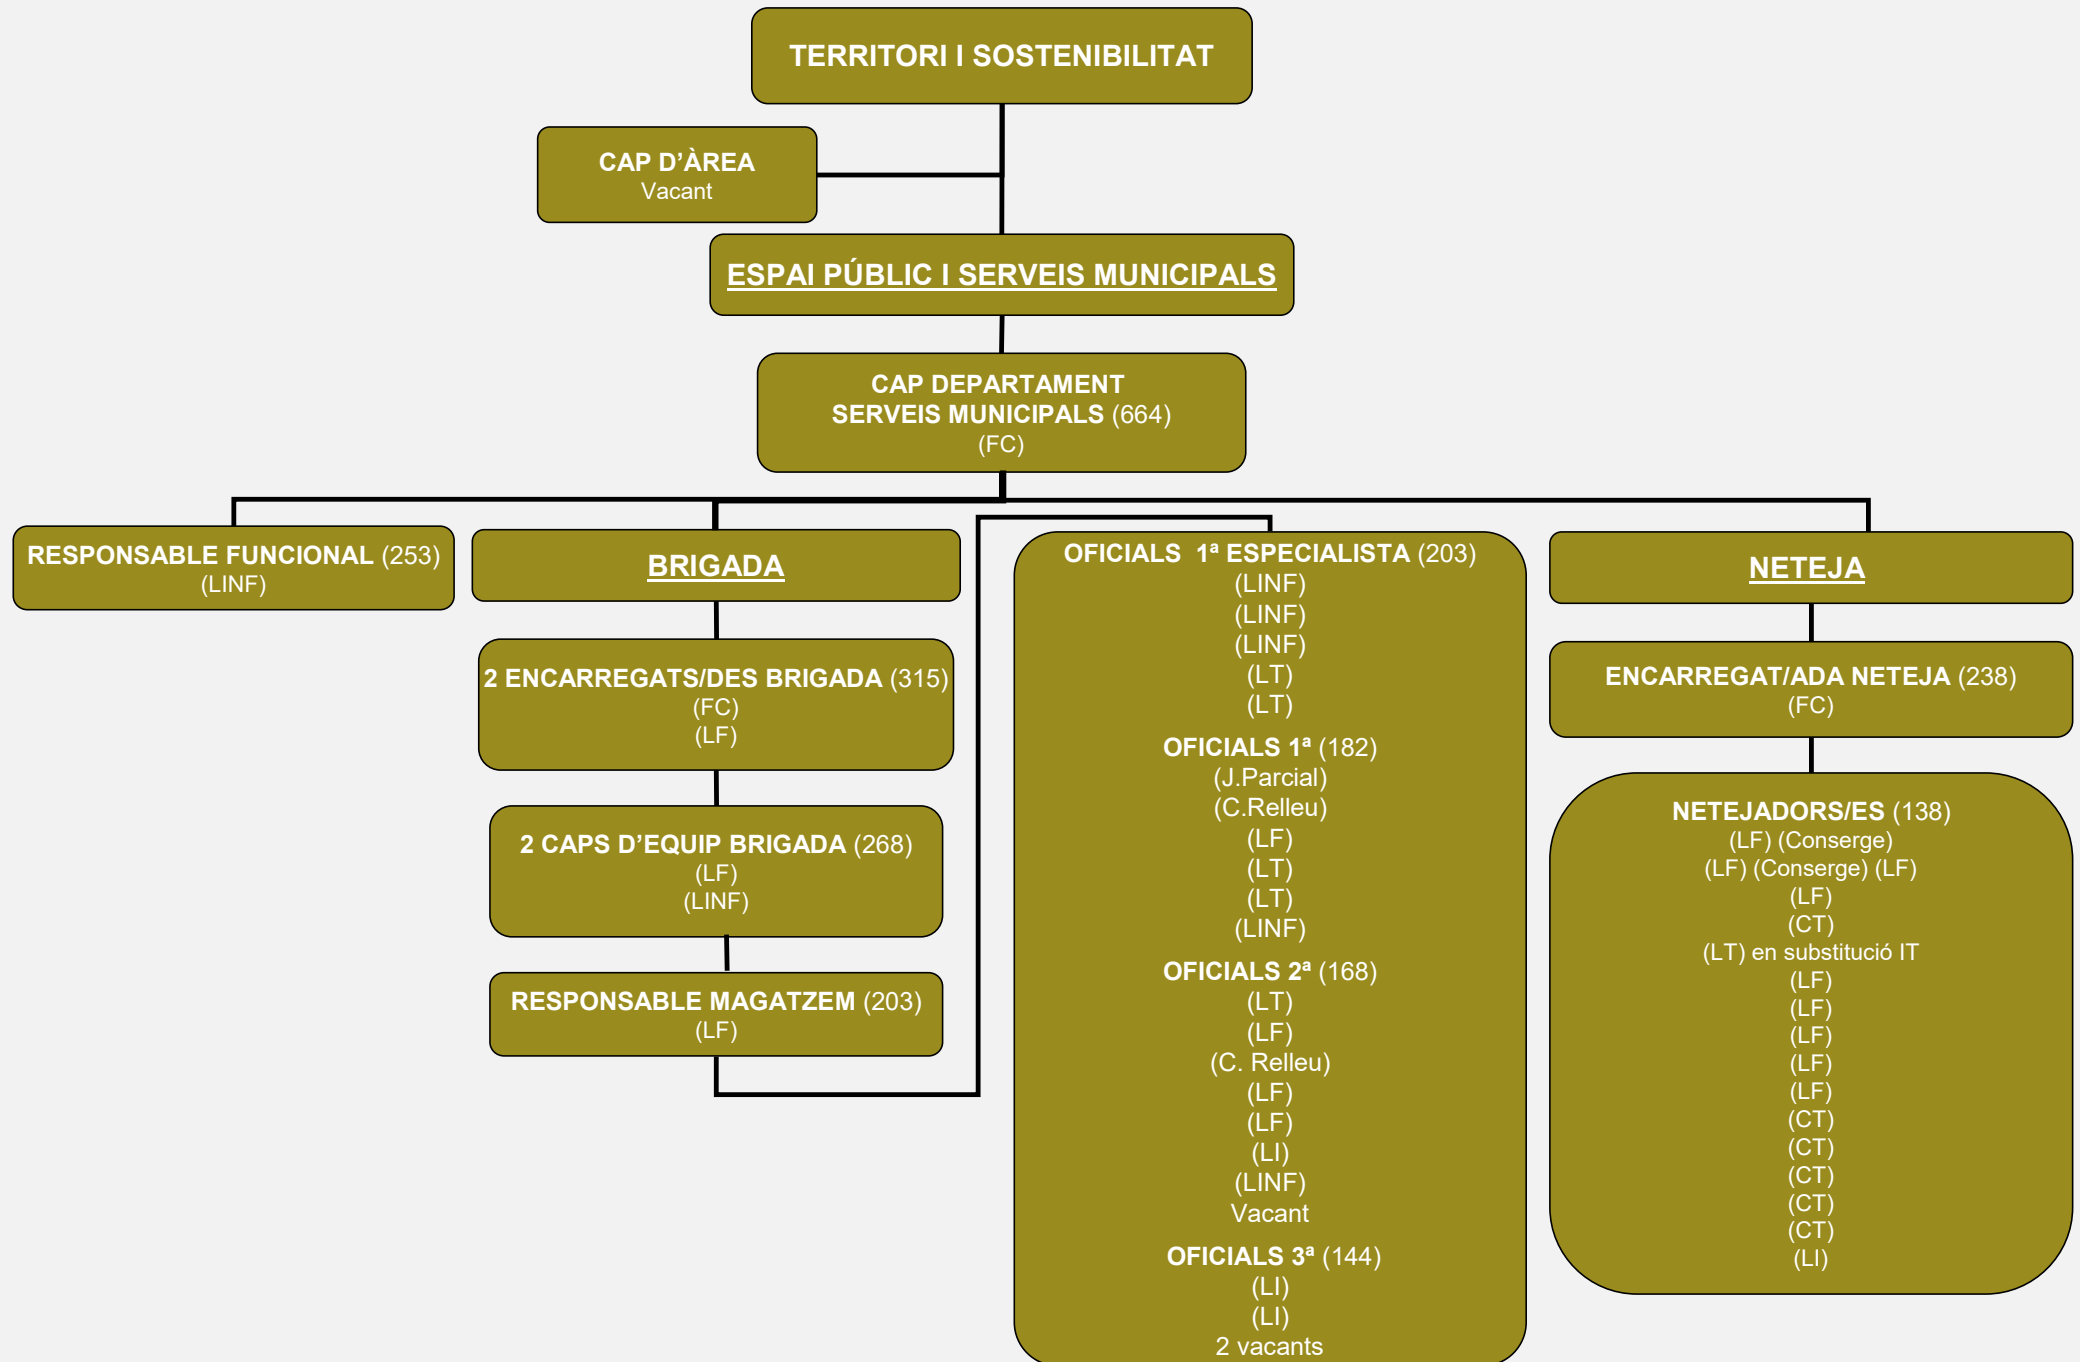 TERRITORI I SOSTENIBILITAT
CAP D’ÀREA
Vacant
ESPAI PÚBLIC I SERVEIS MUNICIPALS
CAP DEPARTAMENT
SERVEIS MUNICIPALS (664)
(FC)
RESPONSABLE FUNCIONAL (253)
(LINF)
BRIGADA
2 ENCARREGATS/DES BRIGADA (315)
(FC)
(LF)
2 CAPS D’EQUIP BRIGADA (268)
(LF)
(LINF)
RESPONSABLE MAGATZEM (203)
(LF)
OFICIALS 1ª ESPECIALISTA (203)
(LINF)
(LINF)
(LINF)
(LT)
(LT)
OFICIALS 1ª (182)
(J.Parcial)
(C.Relleu)
(LF)
(LT)
(LT)
(LINF)
OFICIALS 2ª (168)
(LT)
(LF)
(C. Relleu)
(LF)
(LF)
(LI)
(LINF)
Vacant
OFICIALS 3ª (144)
(LI)
(LI)
2 vacants
NETEJA
ENCARREGAT/ADA NETEJA (238)
(FC)
NETEJADORS/ES (138)
(LF) (Conserge)
(LF) (Conserge) (LF)
(LF)
(CT)
(LT) en substitució IT
(LF)
(LF)
(LF)
(LF)
(LF)
(CT)
(CT)
(CT)
(CT)
(CT)
(LI)